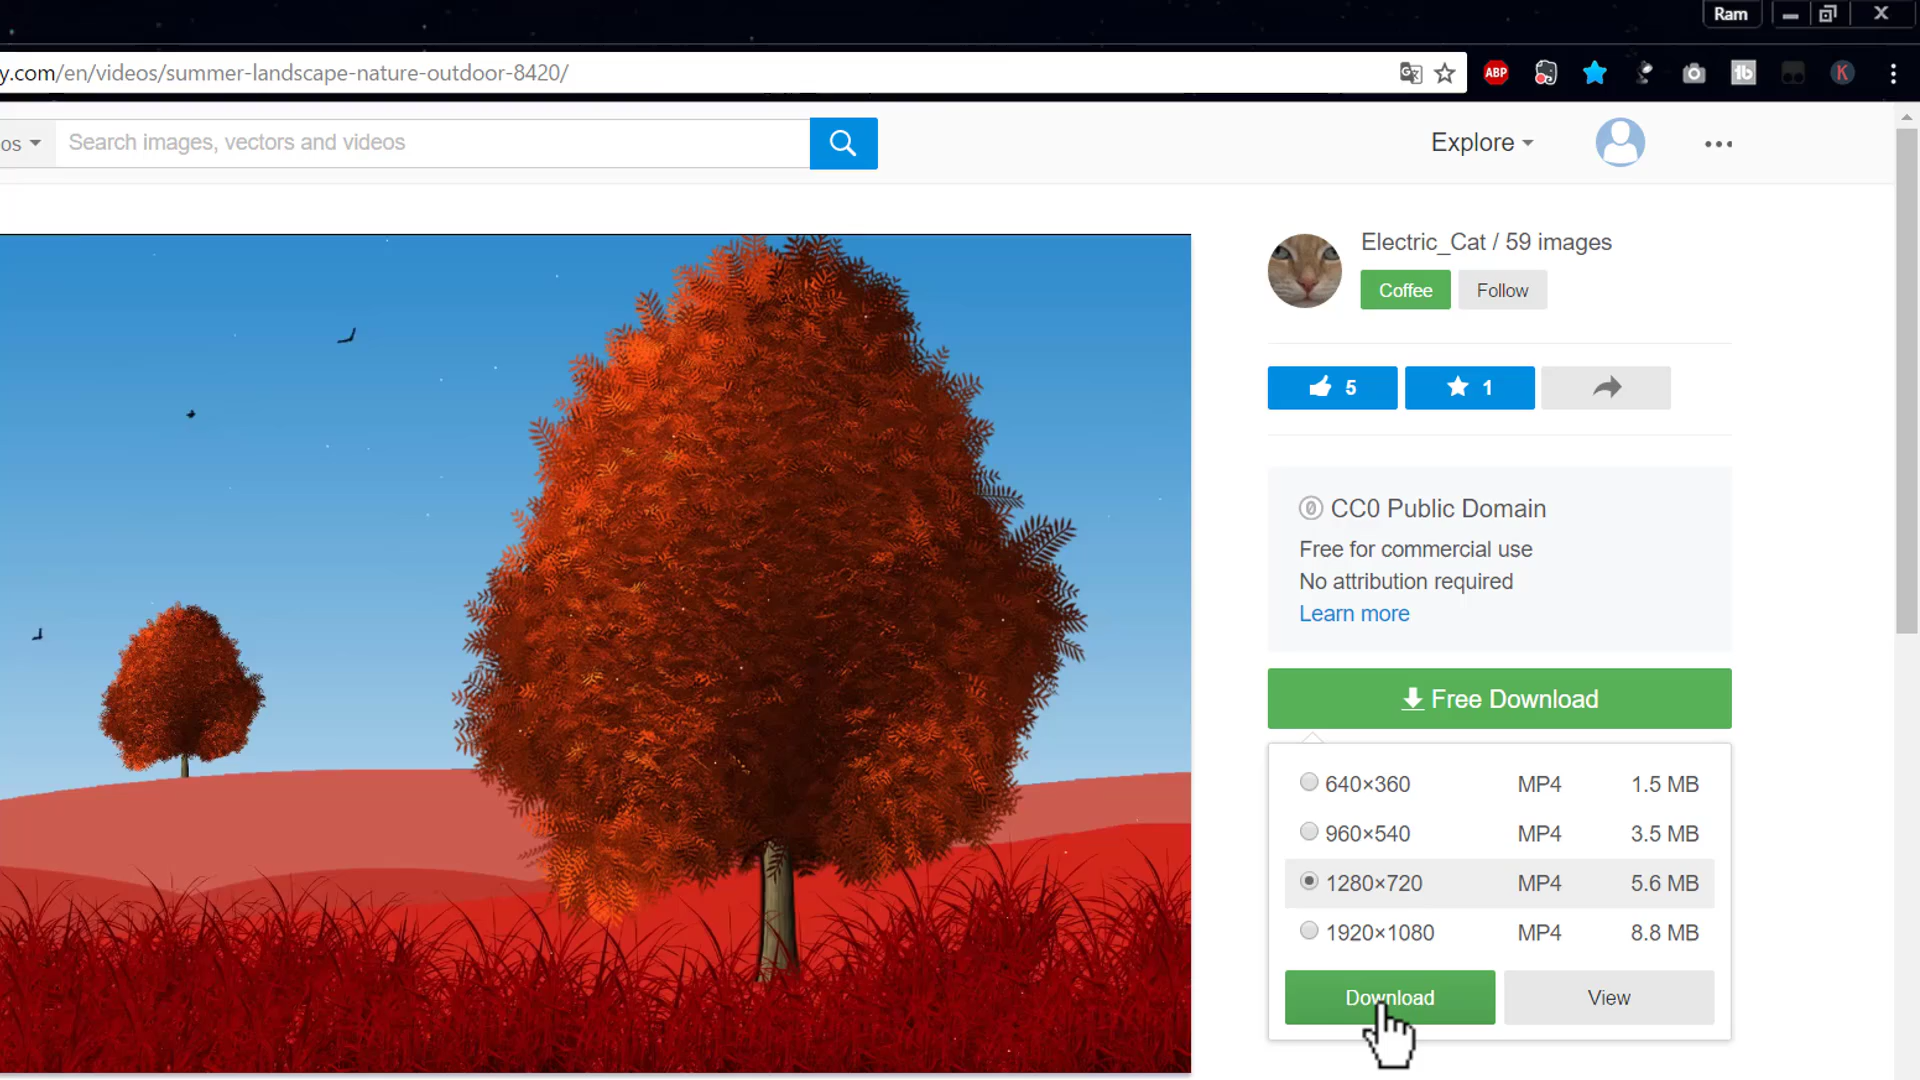 Ram
y.com/en/videos/summer-landscape-nature-outdoor-8420/
ABP
K
os
Search images, vectors and videos
Explore
Electric_Cat / 59 images
Coffee
Follow
5
1
CC0 Public Domain
Free for commercial use
No attribution required
Learn more
Free Download
640×360 MP4 1.5 MB
960×540 MP4 3.5 MB
1280×720 MP4 5.6 MB
1920×1080 MP4 8.8 MB
Download
View